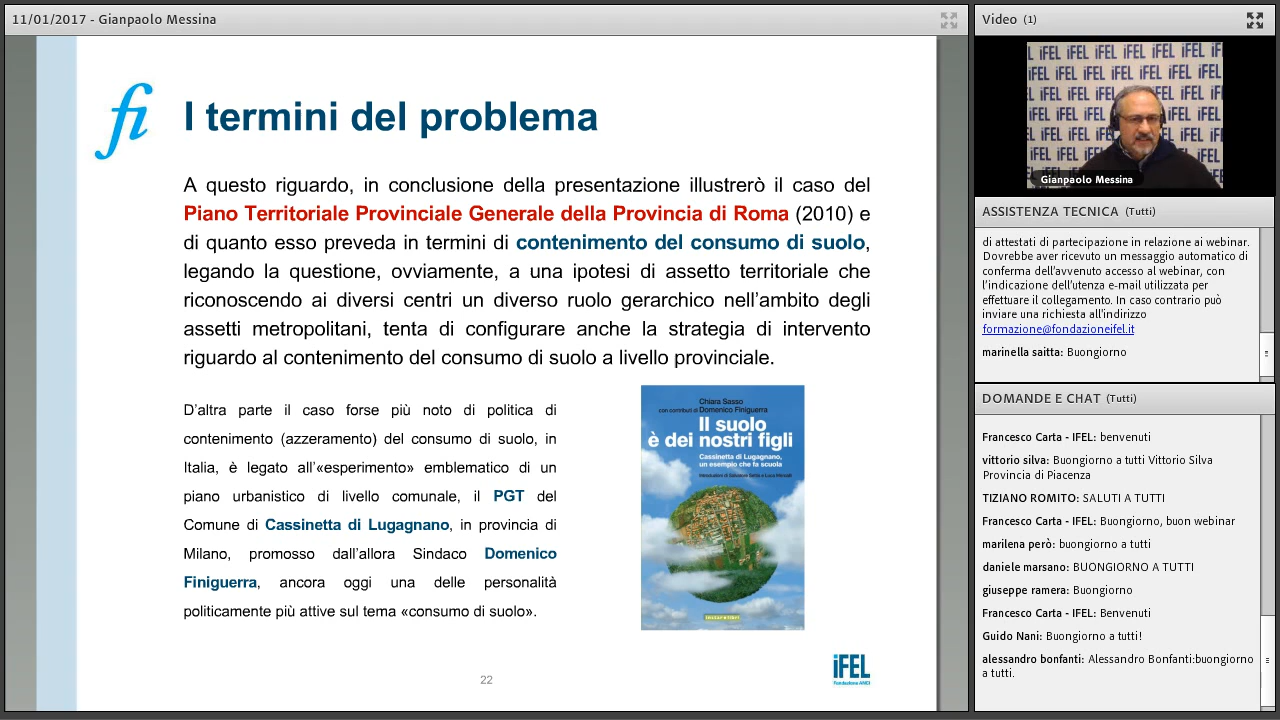 11/01/2017 - Gianpaolo Messina
fi
I termini del problema
A questo riguardo, in conclusione della presentazione illustrerò il caso del
Piano Territoriale Provinciale Generale della Provincia di Roma (2010) e
di quanto esso preveda in termini di contenimento del consumo di suolo,
legando la questione, ovviamente, a una ipotesi di assetto territoriale che
riconoscendo ai diversi centri un diverso ruolo gerarchico nell'ambito degli
assetti metropolitani, tenta di configurare anche la strategia di intervento
riguardo al contenimento del consumo di suolo a livello provinciale.
D'altra parte il caso forse più noto di politica di
contenimento (azzeramento) del consumo di suolo, in
Italia, è legato all'«esperimento» emblematico di un
piano urbanistico di livello comunale, il PGT del
Comune di Cassinetta di Lugagnano, in provincia di
Milano, promosso dall'allora Sindaco Domenico
Finiguerra, ancora oggi una delle personalità
politicamente più attive sul tema «consumo di suolo».
Chiara Sasso
con contributi di Domenico Finiguerra
Il suolo
è dei nostri figli
Cassinetta di Lugagnano,
un esempio che fa scuola
22
iFEL
Fondazione ANCI
Video (1)
iFEL
Gianpaolo Messina
ASSISTENZA TECNICA (Tutti)
di attestati di partecipazione in relazione ai webinar.
Dovrebbe aver ricevuto un messaggio automatico di
conferma dell'avvenuto accesso al webinar, con
l'indicazione dell'utenza e-mail utilizzata per
effettuare il collegamento. In caso contrario può
inviare una richiesta all'indirizzo
formazione@fondazioneifel.it
marinella saitta: Buongiorno
DOMANDE E CHAT (Tutti)
Francesco Carta - IFEL: benvenuti
vittorio silva: Buongiorno a tutti Vittorio Silva
Provincia di Piacenza
TIZIANO ROMITO: SALUTI A TUTTI
Francesco Carta - IFEL: Buongiorno, buon webinar
marilena però: buongiorno a tutti
daniele marsano: BUONGIORNO A TUTTI
giuseppe ramera: Buongiorno
Francesco Carta - IFEL: Benvenuti
Guido Nani: Buongiorno a tutti!
alessandro bonfanti: Alessandro Bonfanti:buongiorno
a tutti.